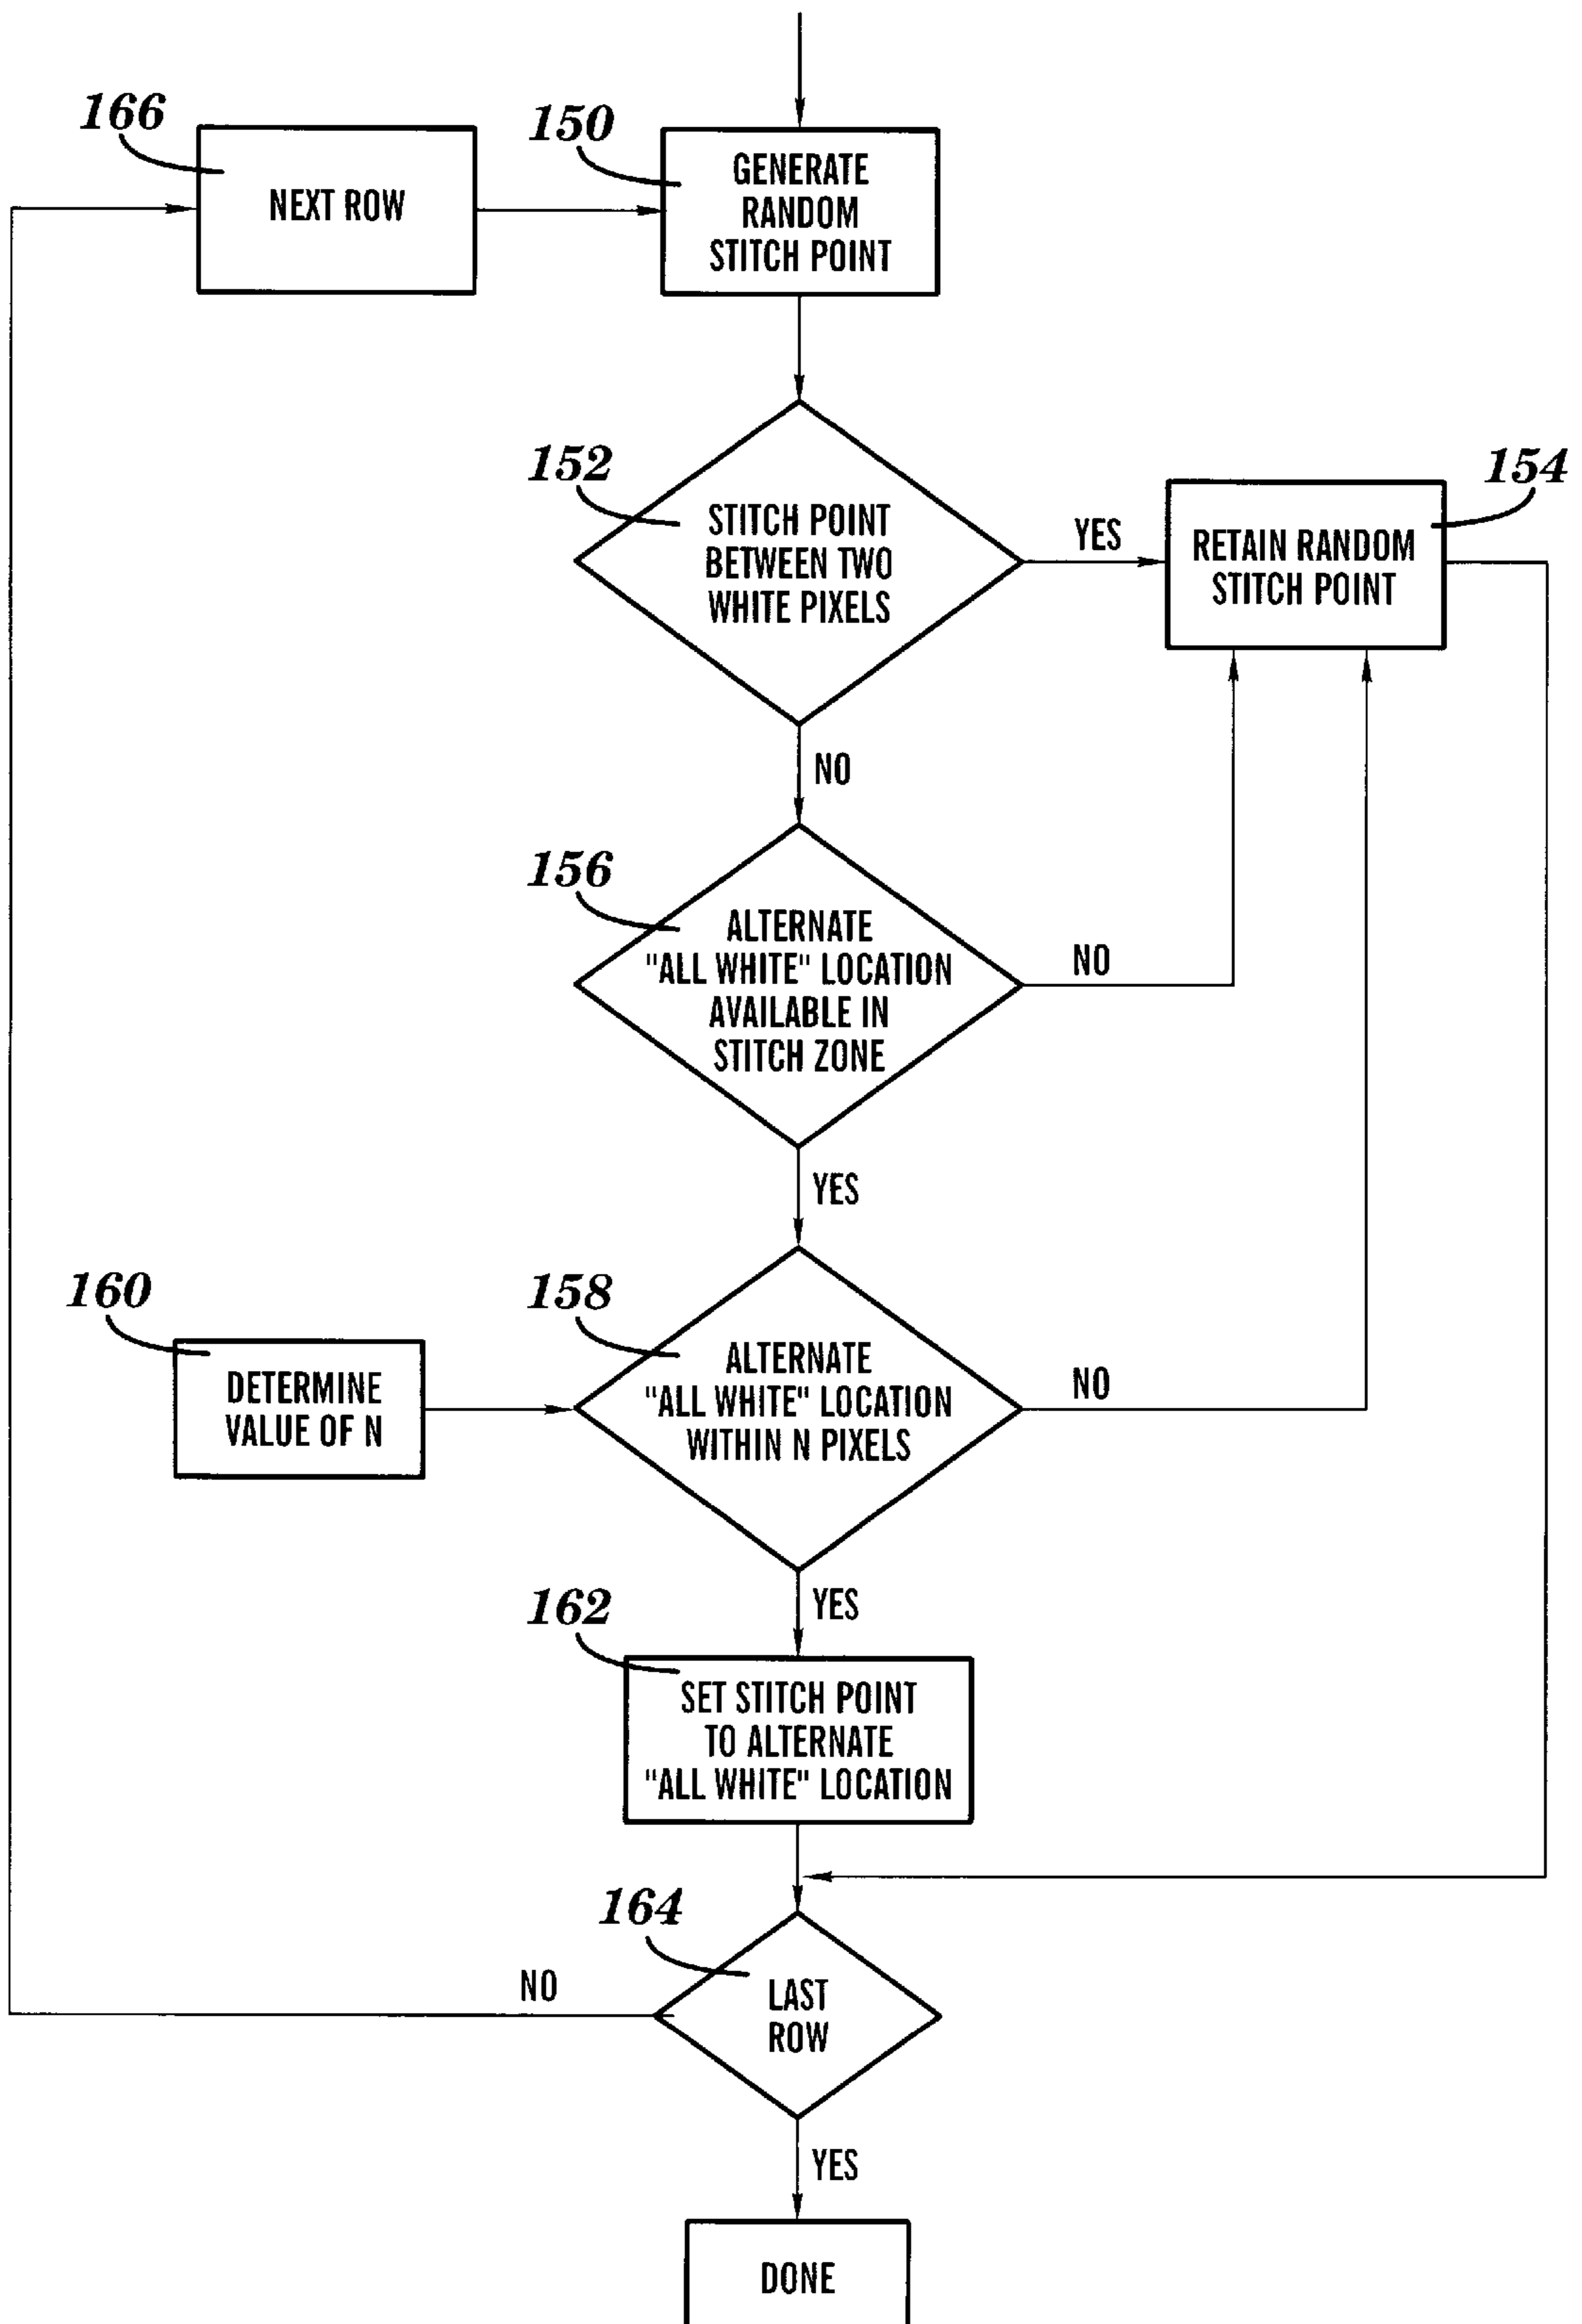 166
NEXT ROW
150
GENERATE
RANDOM
STITCH POINT
152
STITCH POINT
BETWEEN TWO
WHITE PIXELS
YES
154
RETAIN RANDOM
STITCH POINT
NO
156
ALTERNATE
"ALL WHITE" LOCATION
AVAILABLE IN
STITCH ZONE
NO
YES
160
DETERMINE
VALUE OF N
158
ALTERNATE
"ALL WHITE" LOCATION
WITHIN N PIXELS
NO
YES
162
SET STITCH POINT
TO ALTERNATE
"ALL WHITE" LOCATION
164
LAST
ROW
NO
YES
DONE